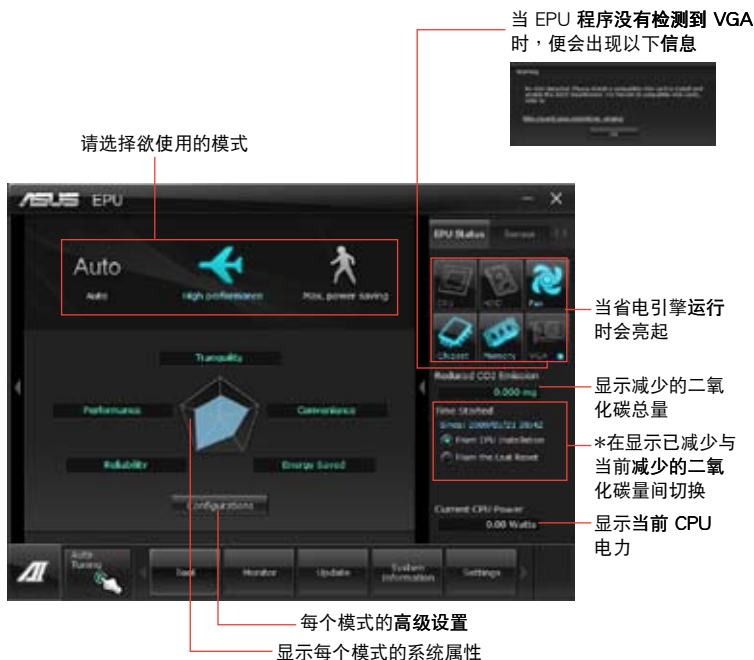 当 EPU 程序没有检测到 VGA
时，便会出现以下信息
请选择欲使用的模式
ASUS EPU
EPU Status
Auto
Auto
High performance
Max. power saving
CPU
HDD
Fan
Chipset
Memory
VGA
当省电引擎运行
时会亮起
Tranquility
Performance
Convenience
Reliability
Energy Saved
Configurations
Reduced CO2 Emission
0.000 mg
显示减少的二氧
化碳总量
Time Started
From EPU Installation
From the Last Reset
*在显示已减少与
当前减少的二氧
化碳量间切换
Current CPU Power
0.00 Watts
显示当前 CPU
电力
Auto
Tuning
Tool
Monitor
Update
System
Information
Settings
每个模式的高级设置
显示每个模式的系统属性